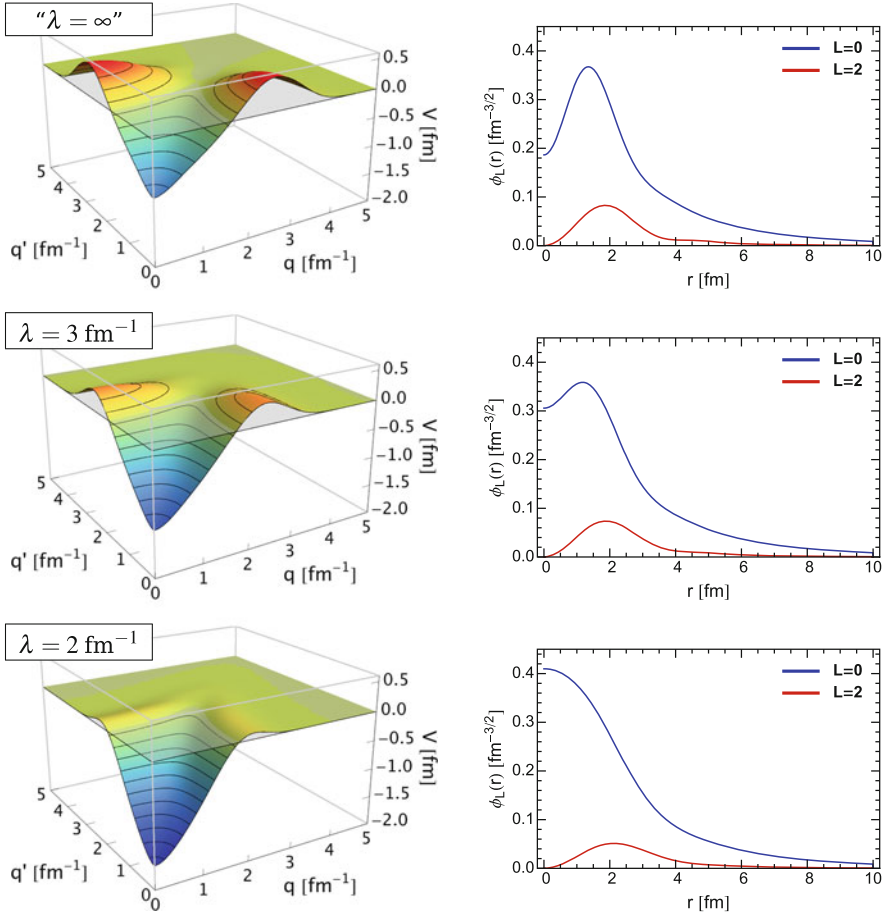 “λ = ∞”
0.5
0.0
−0.5
−1.0
−1.5
−2.0
V [fm]
5
4
3
2
1
0
q' [fm⁻¹]
0
1
2
3
4
5
q [fm⁻¹]
0.4
0.3
0.2
0.1
0.0
ϕL(r) [fm⁻³/²]
L=0
L=2
0 2 4 6 8 10
r [fm]
λ = 3 fm⁻¹
0.5
0.0
−0.5
−1.0
−1.5
−2.0
V [fm]
5
4
3
2
1
0
q' [fm⁻¹]
0
1
2
3
4
5
q [fm⁻¹]
0.4
0.3
0.2
0.1
0.0
ϕL(r) [fm⁻³/²]
L=0
L=2
0 2 4 6 8 10
r [fm]
λ = 2 fm⁻¹
0.5
0.0
−0.5
−1.0
−1.5
−2.0
V [fm]
5
4
3
2
1
0
q' [fm⁻¹]
0
1
2
3
4
5
q [fm⁻¹]
0.4
0.3
0.2
0.1
0.0
ϕL(r) [fm⁻³/²]
L=0
L=2
0 2 4 6 8 10
r [fm]